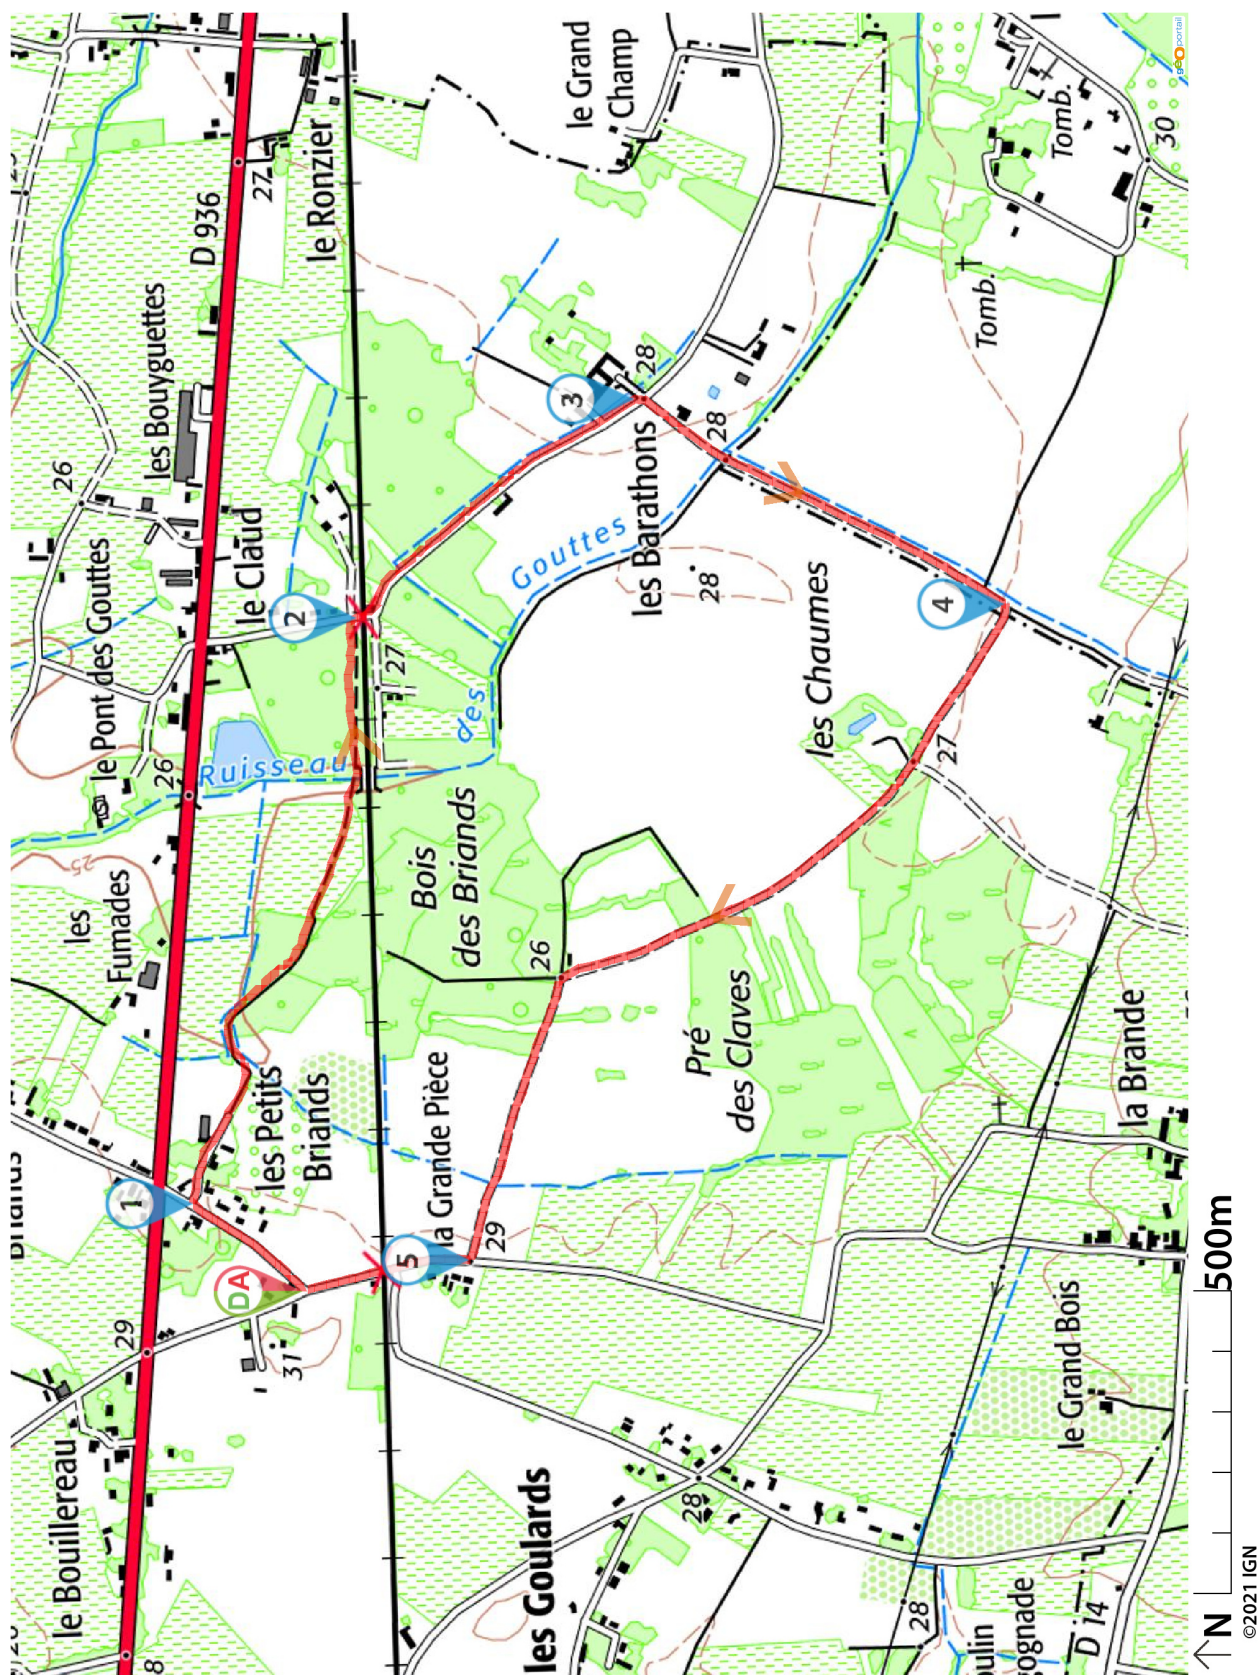 le Bouillereau
29
31
les Goulards
28
28
D 14
le Grand Bois
500m
N
©2021 IGN
DA
1
5
29
la Grande Pièce
les Petits
Briands
les
Fumades
25
26
le Pont des Gouttes
26
les Bouyguettes
D 936
27
le Ronzier
le Claud
2
27
Ruisseau
des
Gouttes
Bois
des Briands
26
Pré
des Claves
la Brande
les Chaumes
27
4
28
les Barathons
28
3
28
le Grand
Champ
Tomb.
Tomb.
30
géoportail